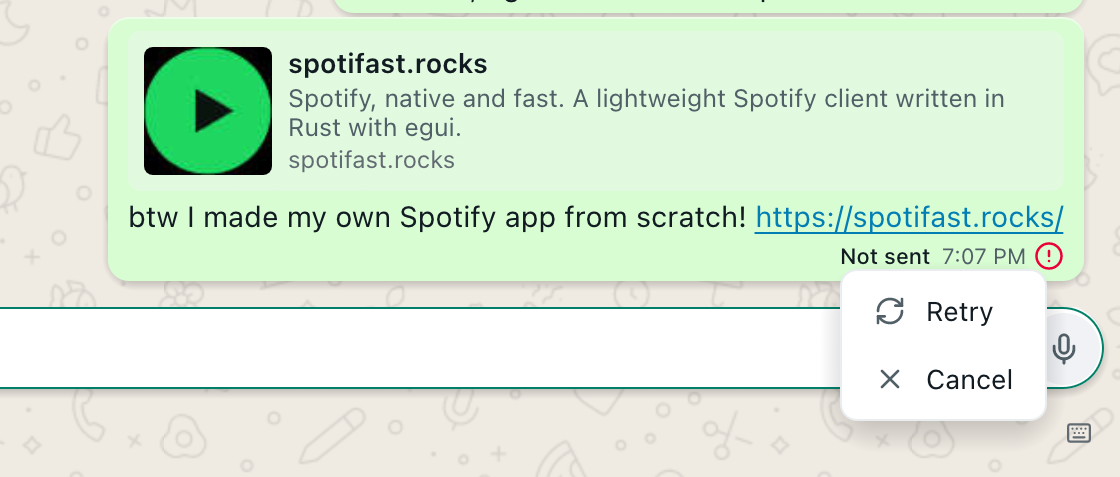 spotifast.rocks
Spotify, native and fast. A lightweight Spotify client written in
Rust with egui.
spotifast.rocks
btw I made my own Spotify app from scratch! https://spotifast.rocks/
Not sent 7:07 PM
Retry
Cancel